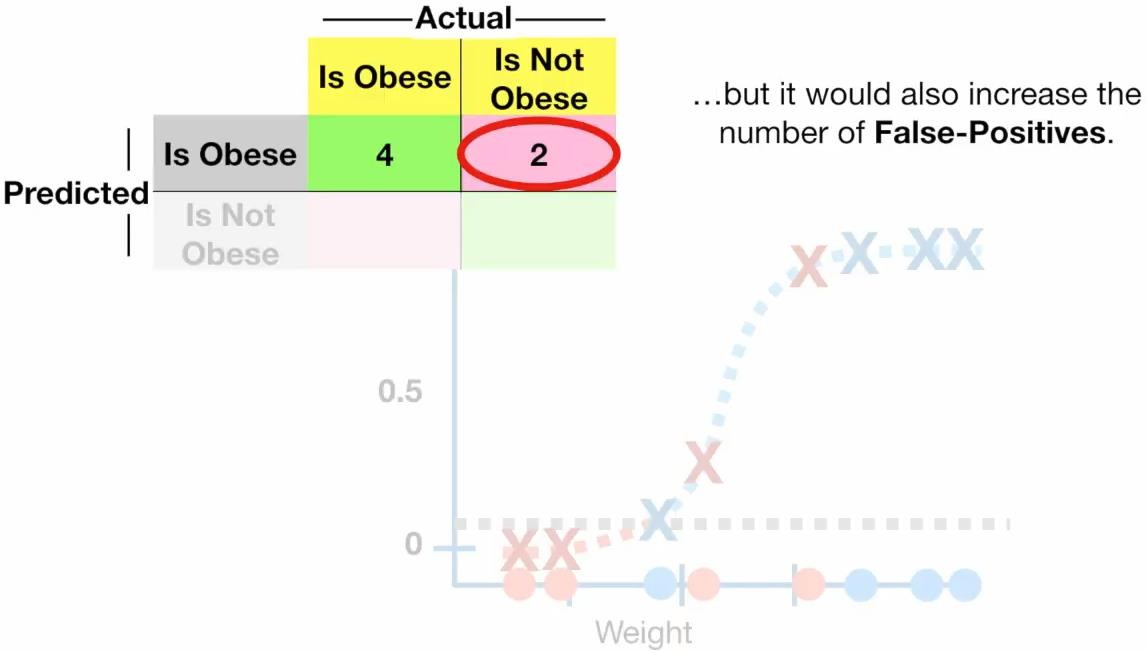 Actual
Is Obese
Is Not
Obese
…but it would also increase the
number of False-Positives.
Predicted
Is Obese
4
2
Is Not
Obese
X X X X
0.5
X
X
0
X X
Weight